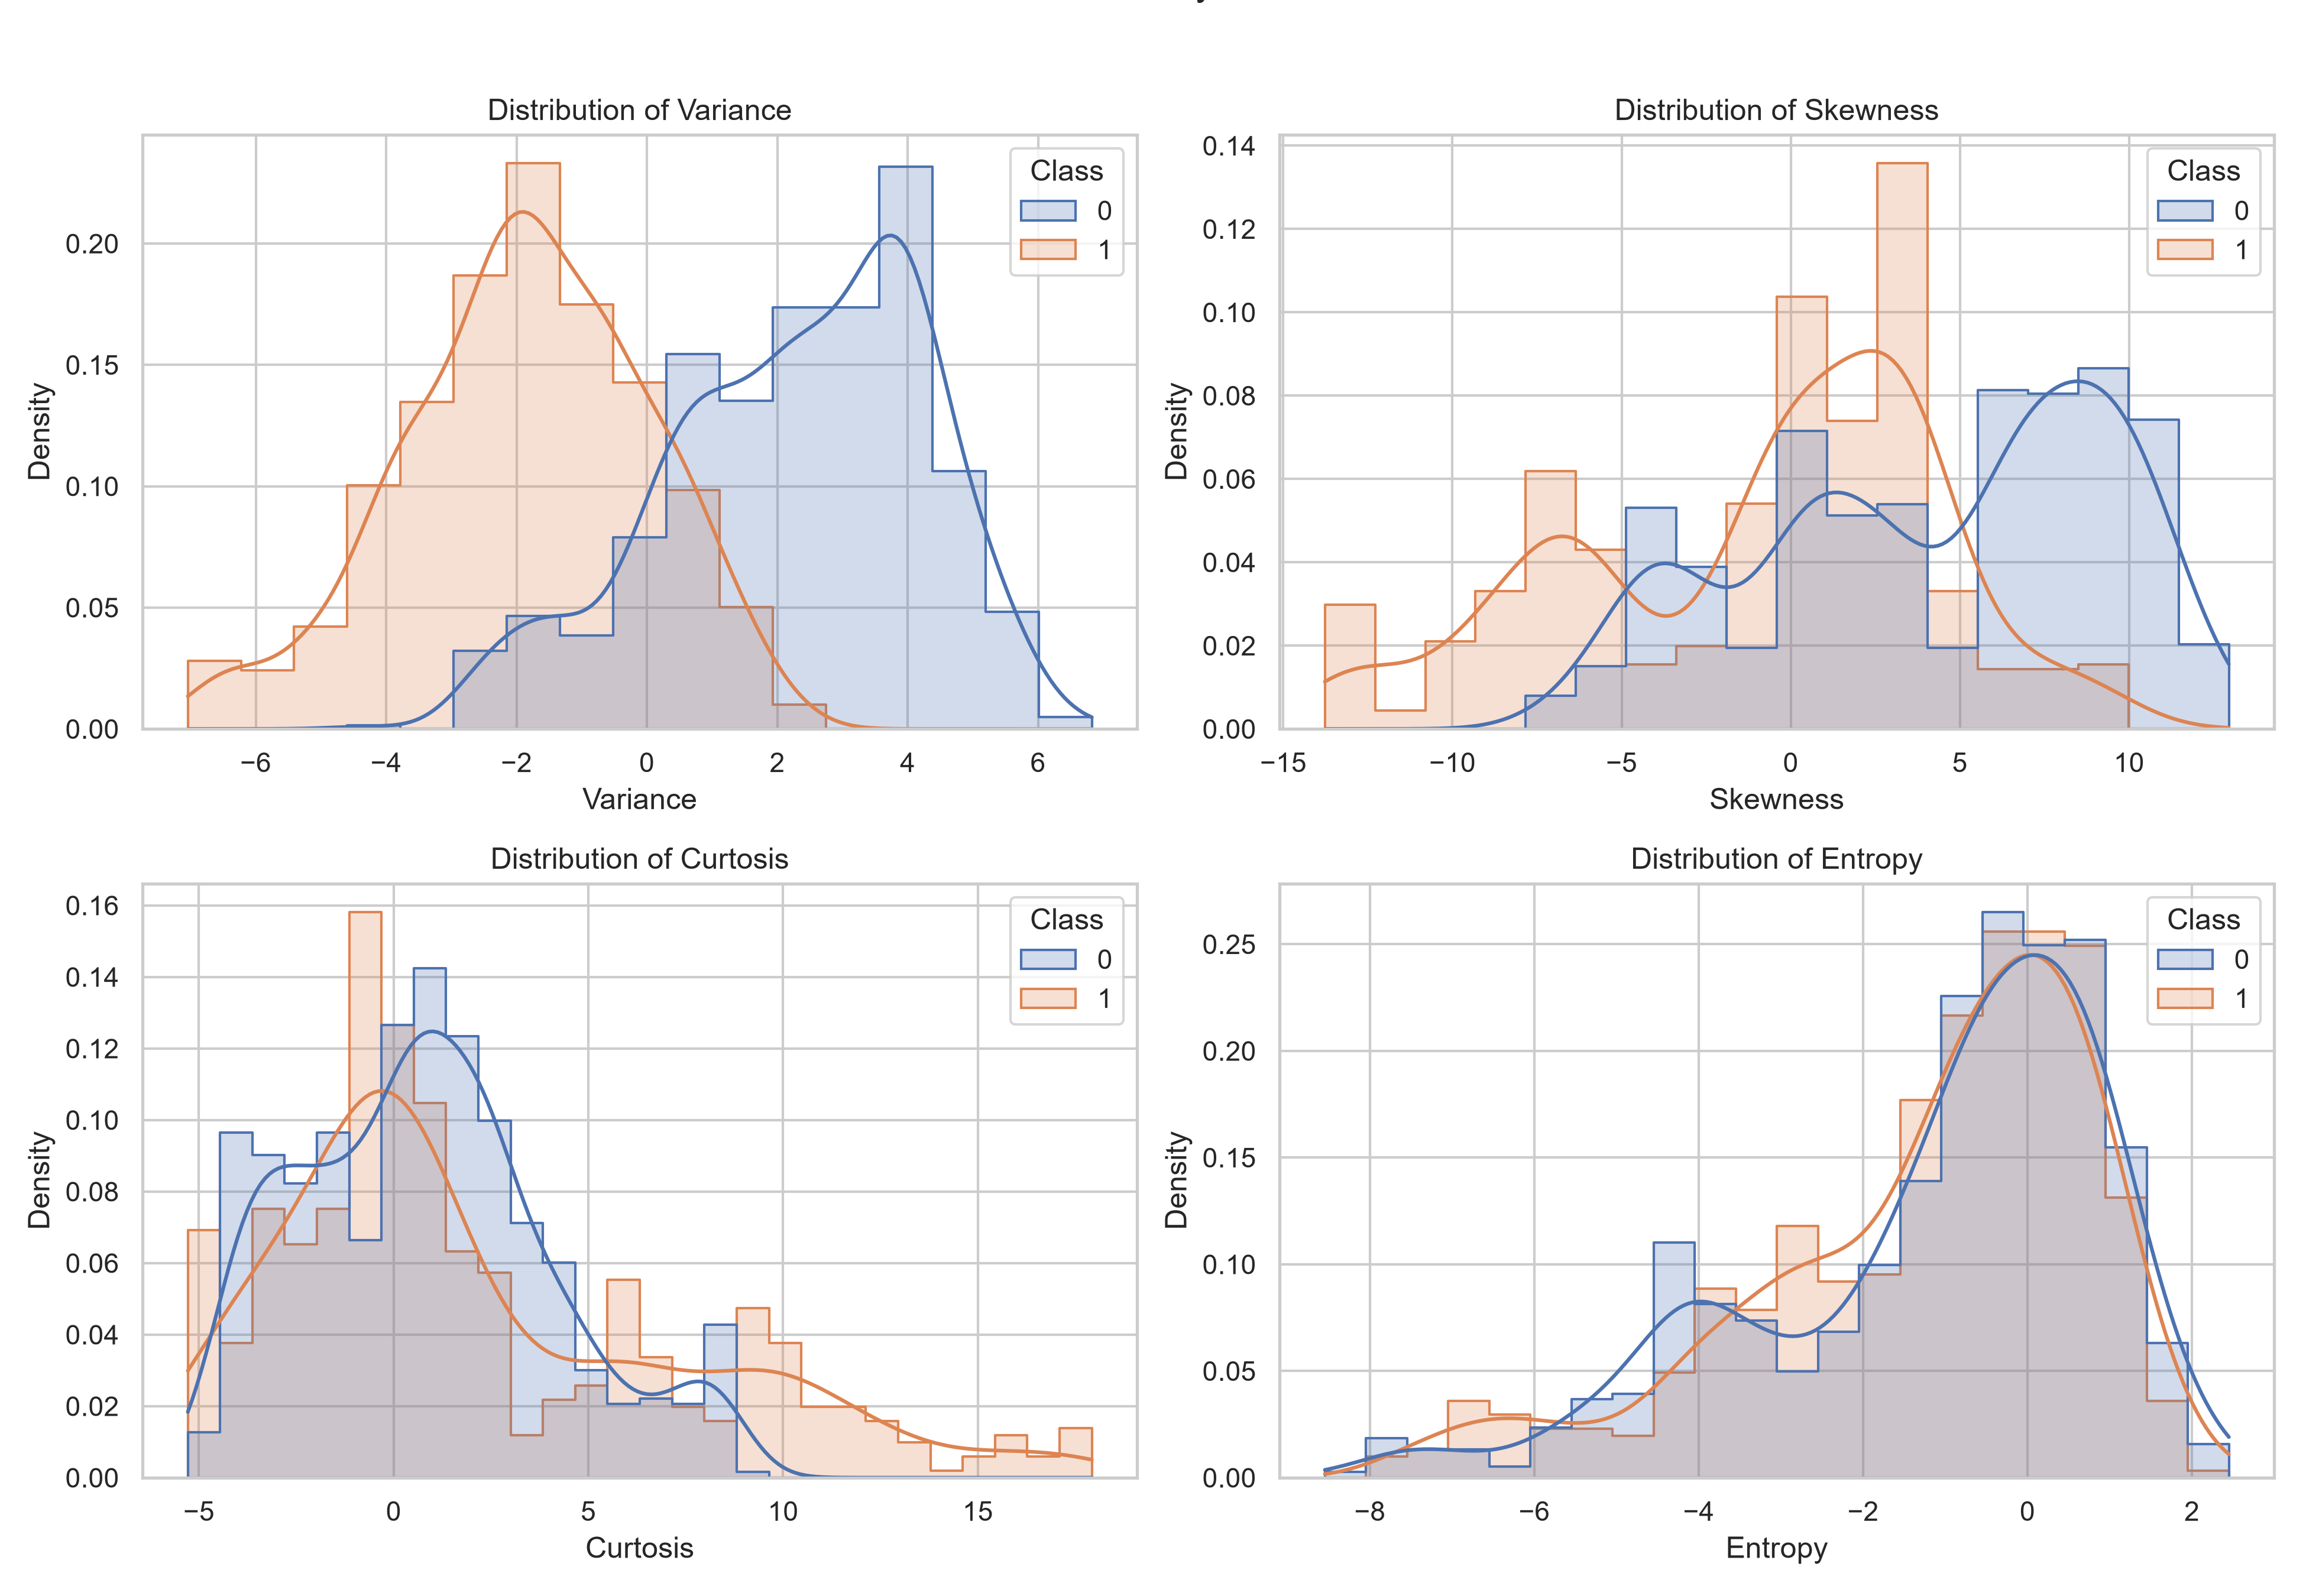 Distribution of Variance
Class
0
1
0.20
0.15
0.10
0.05
0.00
Density
−6 −4 −2 0 2 4 6
Variance
Distribution of Skewness
Class
0
1
0.14
0.12
0.10
0.08
0.06
0.04
0.02
0.00
Density
−15 −10 −5 0 5 10
Skewness
Distribution of Curtosis
Class
0
1
0.16
0.14
0.12
0.10
0.08
0.06
0.04
0.02
0.00
Density
−5 0 5 10 15
Curtosis
Distribution of Entropy
Class
0
1
0.25
0.20
0.15
0.10
0.05
0.00
Density
−8 −6 −4 −2 0 2
Entropy